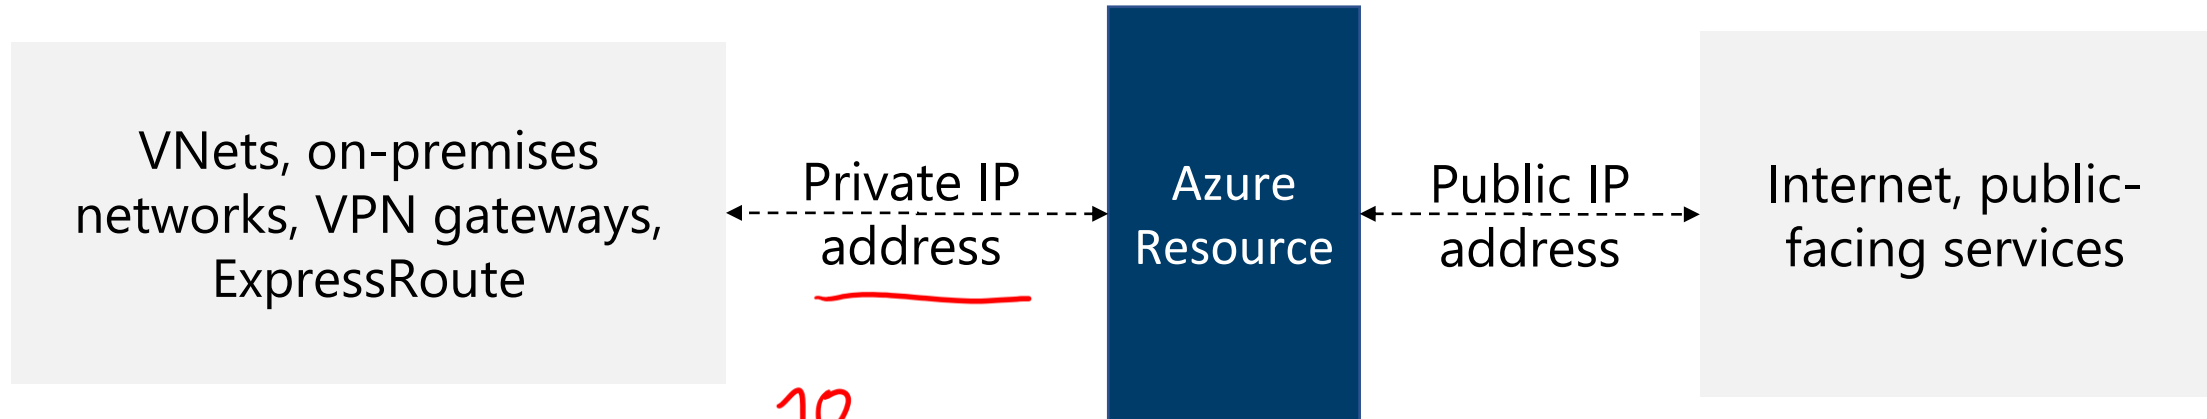 VNets, on-premises
networks, VPN gateways,
ExpressRoute
Private IP
address
Azure
Resource
Public IP
address
Internet, public-
facing services
10